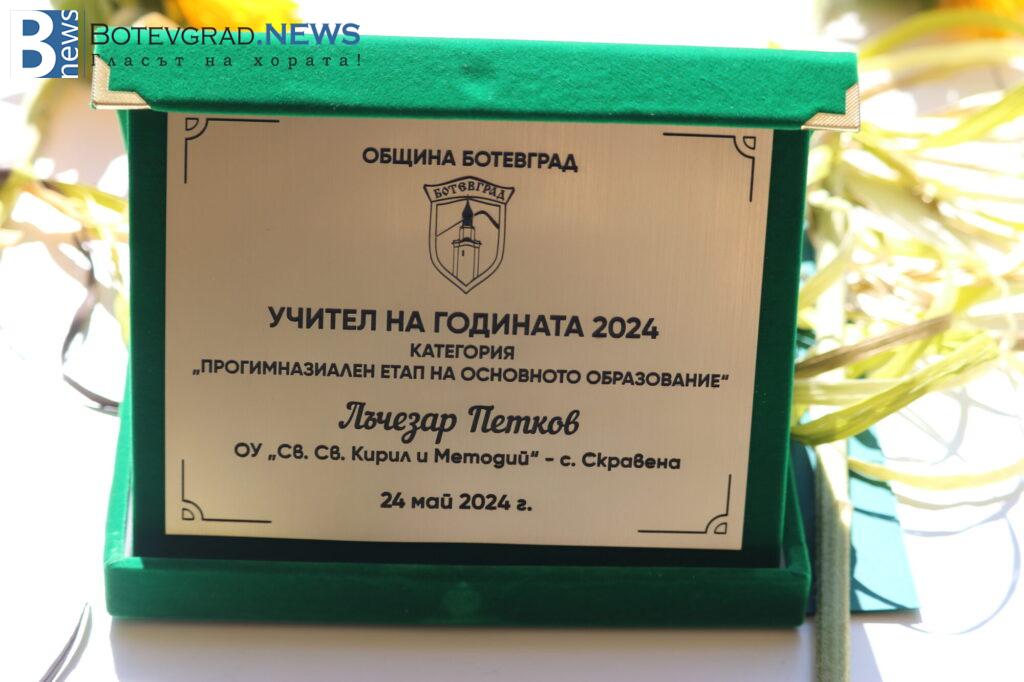 B news
BOTEVGRAD.NEWS
Гласът на хората!
ОБЩИНА БОТЕВГРАД
БОТЕВГРАД
УЧИТЕЛ НА ГОДИНАТА 2024
КАТЕГОРИЯ
„ПРОГИМНАЗИАЛЕН ЕТАП НА ОСНОВНОТО ОБРАЗОВАНИЕ“
Лъчезар Петков
ОУ „Св. Св. Кирил и Методий“ - с. Скравена
24 май 2024 г.